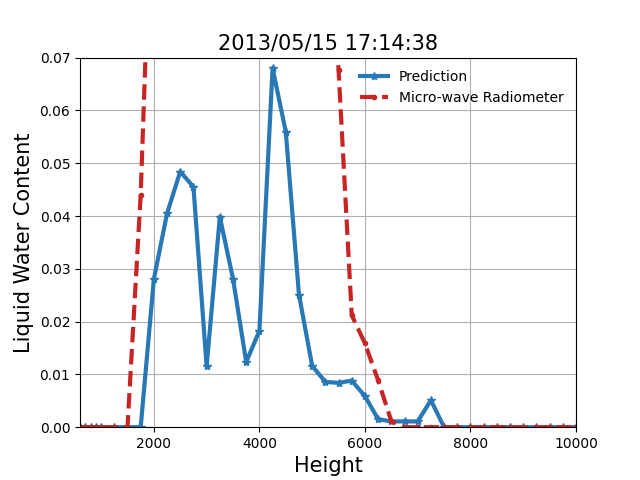 2013/05/15 17:14:38
Prediction
Micro-wave Radiometer
Liquid Water Content
0.07
0.06
0.05
0.04
0.03
0.02
0.01
0.00
2000 4000 6000 8000 10000
Height